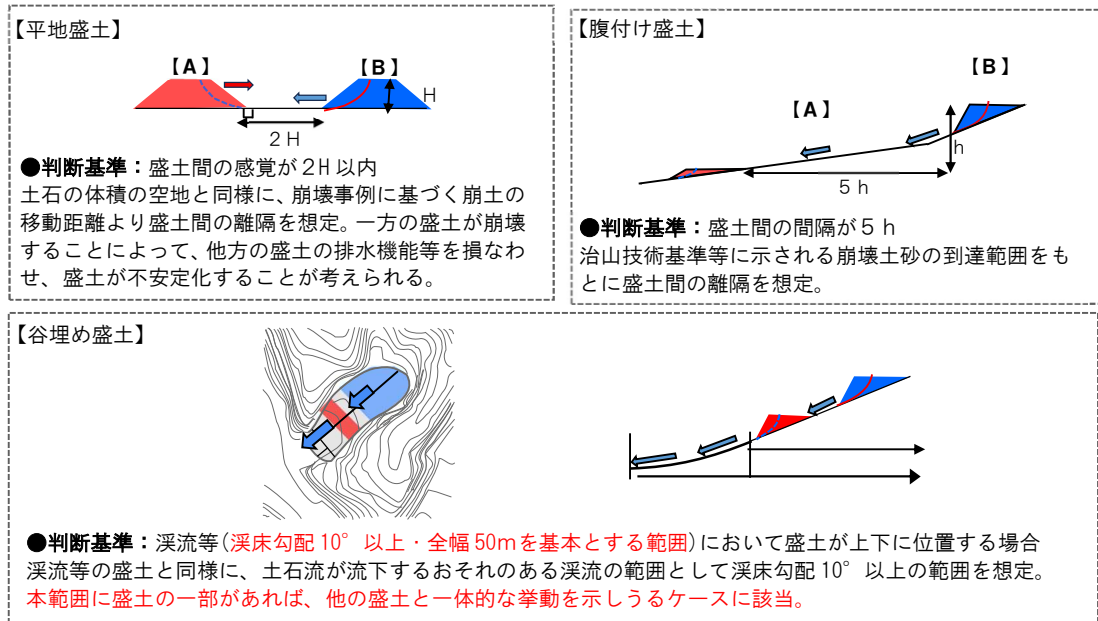 【平地盛土】
【A】
【B】
H
2H
●判断基準：盛土間の感覚が2H以内
土石の体積の空地と同様に、崩壊事例に基づく崩土の
移動距離より盛土間の離隔を想定。一方の盛土が崩壊
することによって、他方の盛土の排水機能等を損なわ
せ、盛土が不安定化することが考えられる。
【腹付け盛土】
【B】
【A】
h
5h
●判断基準：盛土間の間隔が5h
治山技術基準等に示される崩壊土砂の到達範囲をも
とに盛土間の離隔を想定。
【谷埋め盛土】
●判断基準：渓流等(渓床勾配10°以上・全幅50mを基本とする範囲)において盛土が上下に位置する場合
渓流等の盛土と同様に、土石流が流下するおそれのある渓流の範囲として渓床勾配10°以上の範囲を想定。
本範囲に盛土の一部があれば、他の盛土と一体的な挙動を示しうるケースに該当。